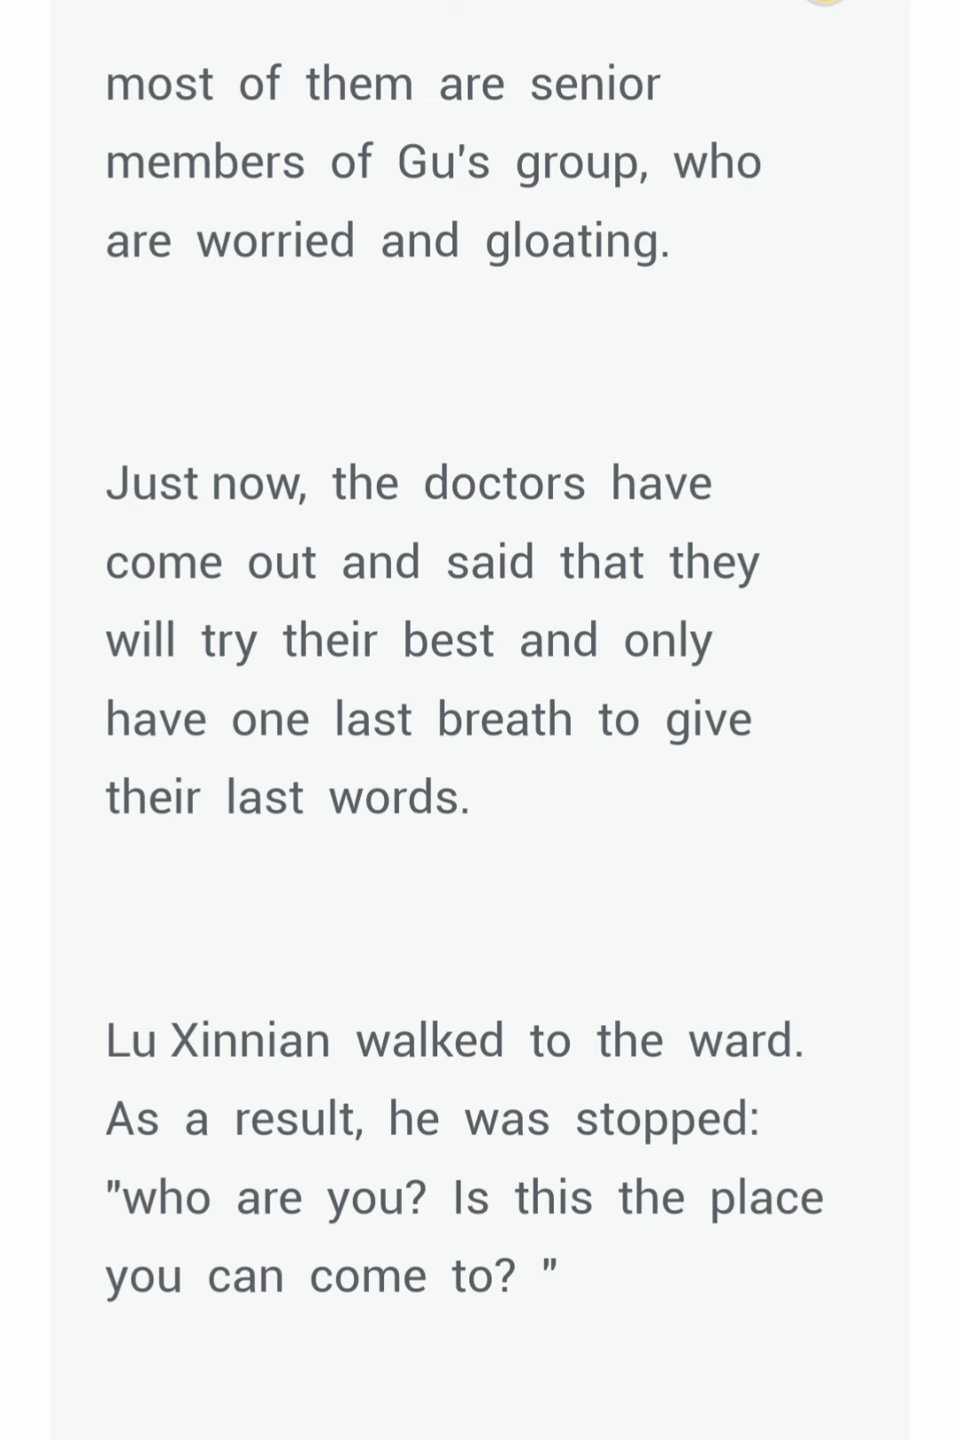 most of them are senior
members of Gu's group, who
are worried and gloating.
Just now, the doctors have
come out and said that they
will try their best and only
have one last breath to give
their last words.
Lu Xinnian walked to the ward.
As a result, he was stopped:
"who are you? Is this the place
you can come to? "